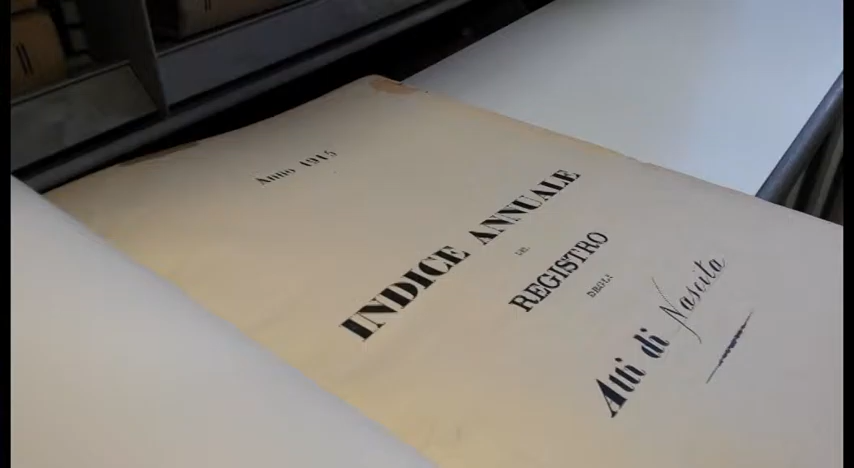 Anno 1915
INDICE ANNUALE
DEL
REGISTRO
DEGLI
Atti di Nascita